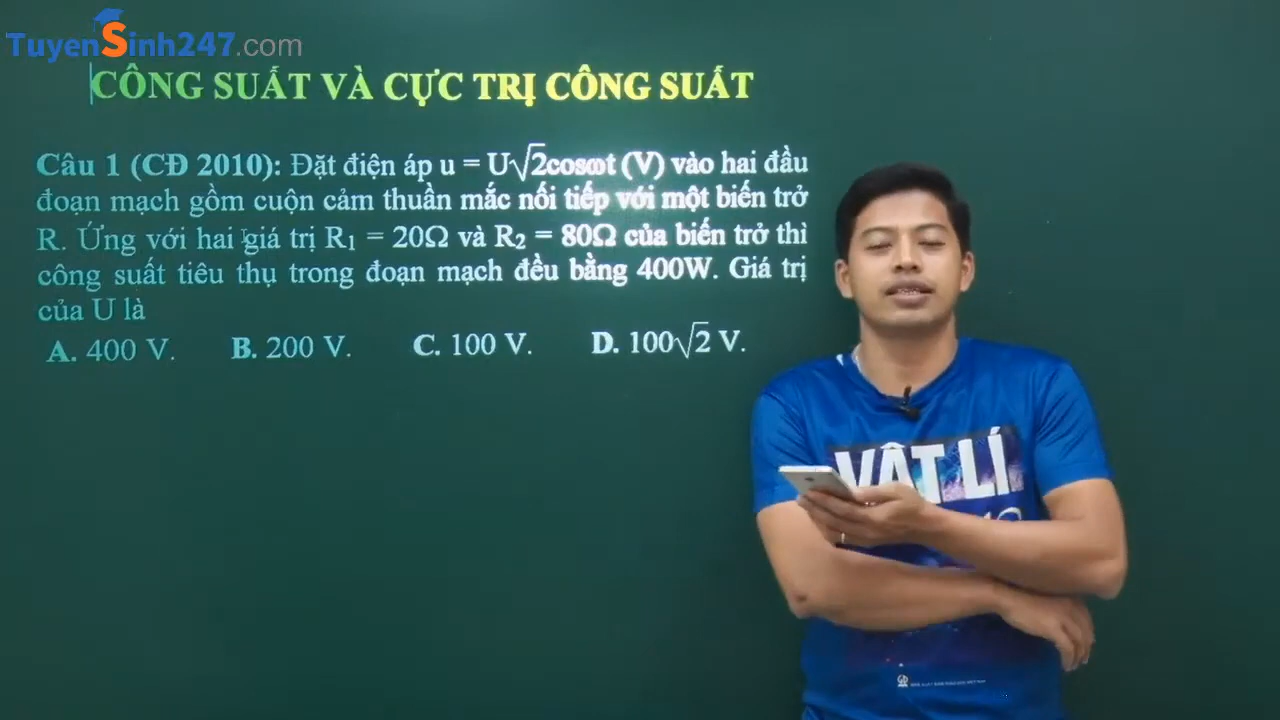 TuyenSinh247.com
CÔNG SUẤT VÀ CỰC TRỊ CÔNG SUẤT
Câu 1 (CĐ 2010): Đặt điện áp u = U√2cosωt (V) vào hai đầu
đoạn mạch gồm cuộn cảm thuần mắc nối tiếp với một biến trở
R. Ứng với hai giá trị R₁ = 20Ω và R₂ = 80Ω của biến trở thì
công suất tiêu thụ trong đoạn mạch đều bằng 400W. Giá trị
của U là
A. 400 V. B. 200 V. C. 100 V. D. 100√2 V.
VẬT LÍ